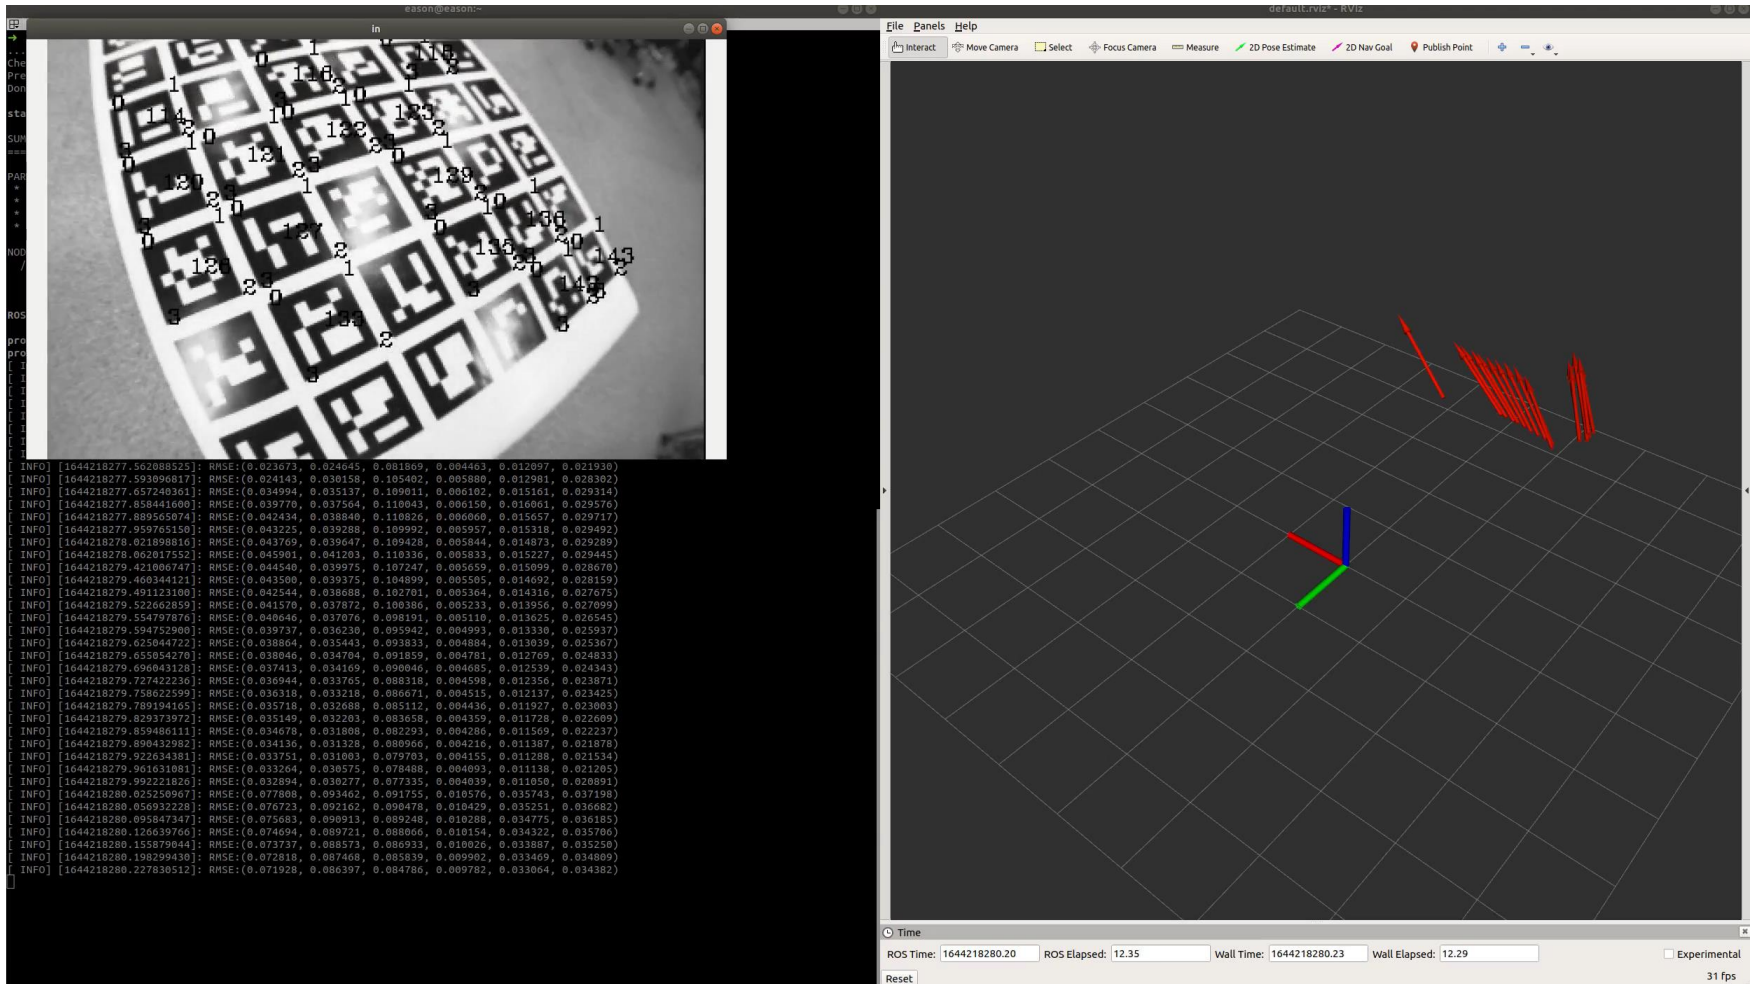 eason@eason:~
in
Che
Pre
Don
sta
SUM
===
PAR
*
*
*
*
NOD
/
ROS
pro
pro
115
116
114
123
122
121
120
129
127
136
135
143
126
142
133
[ INFO] [1644218277.562088525]: RMSE:(0.023673, 0.024645, 0.081869, 0.004463, 0.012097, 0.021930)
[ INFO] [1644218277.593096817]: RMSE:(0.024143, 0.030158, 0.105402, 0.005880, 0.012981, 0.028302)
[ INFO] [1644218277.657240361]: RMSE:(0.034994, 0.035137, 0.109011, 0.006102, 0.015161, 0.029314)
[ INFO] [1644218277.858441600]: RMSE:(0.039770, 0.037564, 0.110043, 0.006150, 0.016061, 0.029576)
[ INFO] [1644218277.889565074]: RMSE:(0.042434, 0.038840, 0.110826, 0.006060, 0.015657, 0.029717)
[ INFO] [1644218277.959765150]: RMSE:(0.043225, 0.039288, 0.109992, 0.005957, 0.015318, 0.029492)
[ INFO] [1644218278.021898816]: RMSE:(0.043769, 0.039647, 0.109428, 0.005844, 0.014873, 0.029289)
[ INFO] [1644218278.062017552]: RMSE:(0.045901, 0.041203, 0.110336, 0.005833, 0.015227, 0.029445)
[ INFO] [1644218279.421006747]: RMSE:(0.044540, 0.039975, 0.107247, 0.005659, 0.015099, 0.028670)
[ INFO] [1644218279.460344121]: RMSE:(0.043500, 0.039375, 0.104899, 0.005505, 0.014692, 0.028159)
[ INFO] [1644218279.491123100]: RMSE:(0.042544, 0.038688, 0.102701, 0.005364, 0.014316, 0.027675)
[ INFO] [1644218279.522662859]: RMSE:(0.041570, 0.037872, 0.100386, 0.005233, 0.013956, 0.027099)
[ INFO] [1644218279.554797876]: RMSE:(0.040646, 0.037076, 0.098191, 0.005110, 0.013625, 0.026545)
[ INFO] [1644218279.594752900]: RMSE:(0.039737, 0.036230, 0.095942, 0.004993, 0.013330, 0.025937)
[ INFO] [1644218279.625044722]: RMSE:(0.038864, 0.035443, 0.093833, 0.004884, 0.013039, 0.025367)
[ INFO] [1644218279.655054270]: RMSE:(0.038046, 0.034704, 0.091859, 0.004781, 0.012769, 0.024833)
[ INFO] [1644218279.696043128]: RMSE:(0.037413, 0.034169, 0.090046, 0.004685, 0.012539, 0.024343)
[ INFO] [1644218279.727422236]: RMSE:(0.036944, 0.033765, 0.088318, 0.004598, 0.012356, 0.023871)
[ INFO] [1644218279.758622599]: RMSE:(0.036318, 0.033218, 0.086671, 0.004515, 0.012137, 0.023425)
[ INFO] [1644218279.789194165]: RMSE:(0.035718, 0.032688, 0.085112, 0.004436, 0.011927, 0.023003)
[ INFO] [1644218279.829373972]: RMSE:(0.035149, 0.032203, 0.083658, 0.004359, 0.011728, 0.022609)
[ INFO] [1644218279.859486111]: RMSE:(0.034678, 0.031808, 0.082293, 0.004286, 0.011569, 0.022237)
[ INFO] [1644218279.890432982]: RMSE:(0.034136, 0.031328, 0.080966, 0.004216, 0.011387, 0.021878)
[ INFO] [1644218279.922634381]: RMSE:(0.033751, 0.031003, 0.079703, 0.004155, 0.011288, 0.021534)
[ INFO] [1644218279.961631081]: RMSE:(0.033264, 0.030575, 0.078488, 0.004093, 0.011138, 0.021205)
[ INFO] [1644218279.992221826]: RMSE:(0.032894, 0.030277, 0.077335, 0.004039, 0.011050, 0.020891)
[ INFO] [1644218280.025250967]: RMSE:(0.077808, 0.093462, 0.091755, 0.010576, 0.035743, 0.037198)
[ INFO] [1644218280.056932228]: RMSE:(0.076723, 0.092162, 0.090478, 0.010429, 0.035251, 0.036682)
[ INFO] [1644218280.095847347]: RMSE:(0.075683, 0.090913, 0.089248, 0.010288, 0.034775, 0.036185)
[ INFO] [1644218280.126639766]: RMSE:(0.074694, 0.089721, 0.088066, 0.010154, 0.034322, 0.035706)
[ INFO] [1644218280.155879044]: RMSE:(0.073737, 0.088573, 0.086933, 0.010026, 0.033887, 0.035250)
[ INFO] [1644218280.198299430]: RMSE:(0.072818, 0.087468, 0.085839, 0.009902, 0.033469, 0.034809)
[ INFO] [1644218280.227830512]: RMSE:(0.071928, 0.086397, 0.084786, 0.009782, 0.033064, 0.034382)
default.rviz* - RViz
File Panels Help
Interact Move Camera Select Focus Camera Measure 2D Pose Estimate 2D Nav Goal Publish Point
Time
ROS Time: 1644218280.20 ROS Elapsed: 12.35 Wall Time: 1644218280.23 Wall Elapsed: 12.29 Experimental
Reset 31 fps